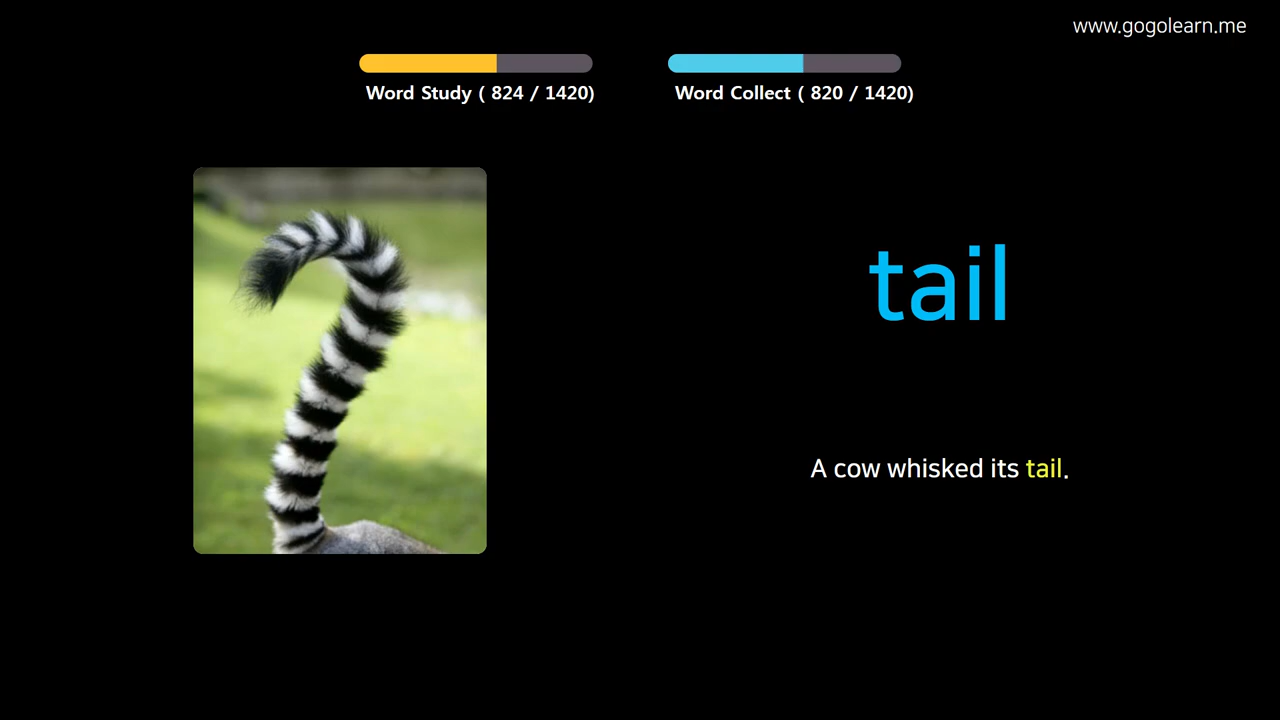 www.gogolearn.me
Word Study ( 824 / 1420)
Word Collect ( 820 / 1420)
tail
A cow whisked its tail.